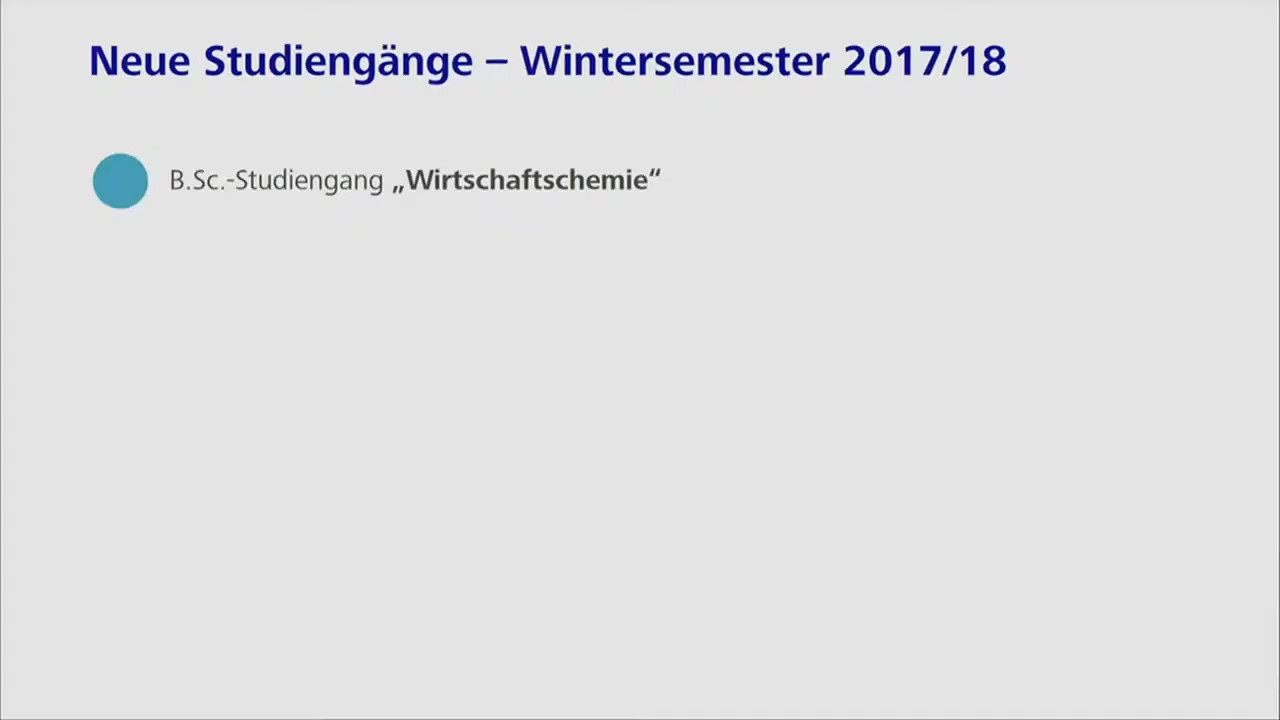 Neue Studiengänge – Wintersemester 2017/18
B.Sc.-Studiengang „Wirtschaftschemie“